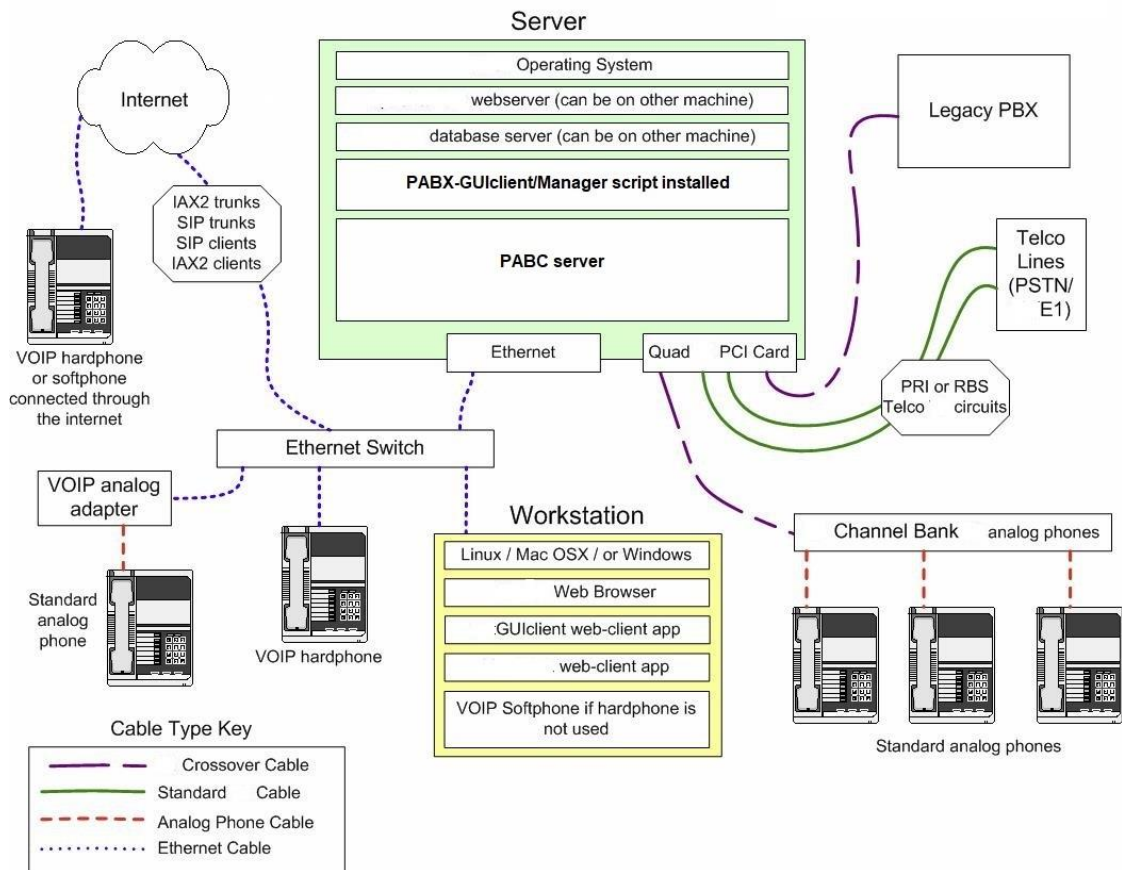 Server
Operating System
webserver (can be on other machine)
database server (can be on other machine)
PABX-GUIclient/Manager script installed
PABC server
Ethernet
Quad PCI Card
Internet
IAX2 trunks
SIP trunks
SIP clients
IAX2 clients
VOIP hardphone
or softphone
connected through
the internet
Legacy PBX
Telco
Lines
(PSTN/
E1)
PRI or RBS
Telco circuits
Ethernet Switch
VOIP analog
adapter
Standard
analog
phone
VOIP hardphone
Workstation
Linux / Mac OSX / or Windows
Web Browser
GUIclient web-client app
. web-client app
VOIP Softphone if hardphone is
not used
Channel Bank analog phones
Standard analog phones
Cable Type Key
Crossover Cable
Standard Cable
Analog Phone Cable
Ethernet Cable